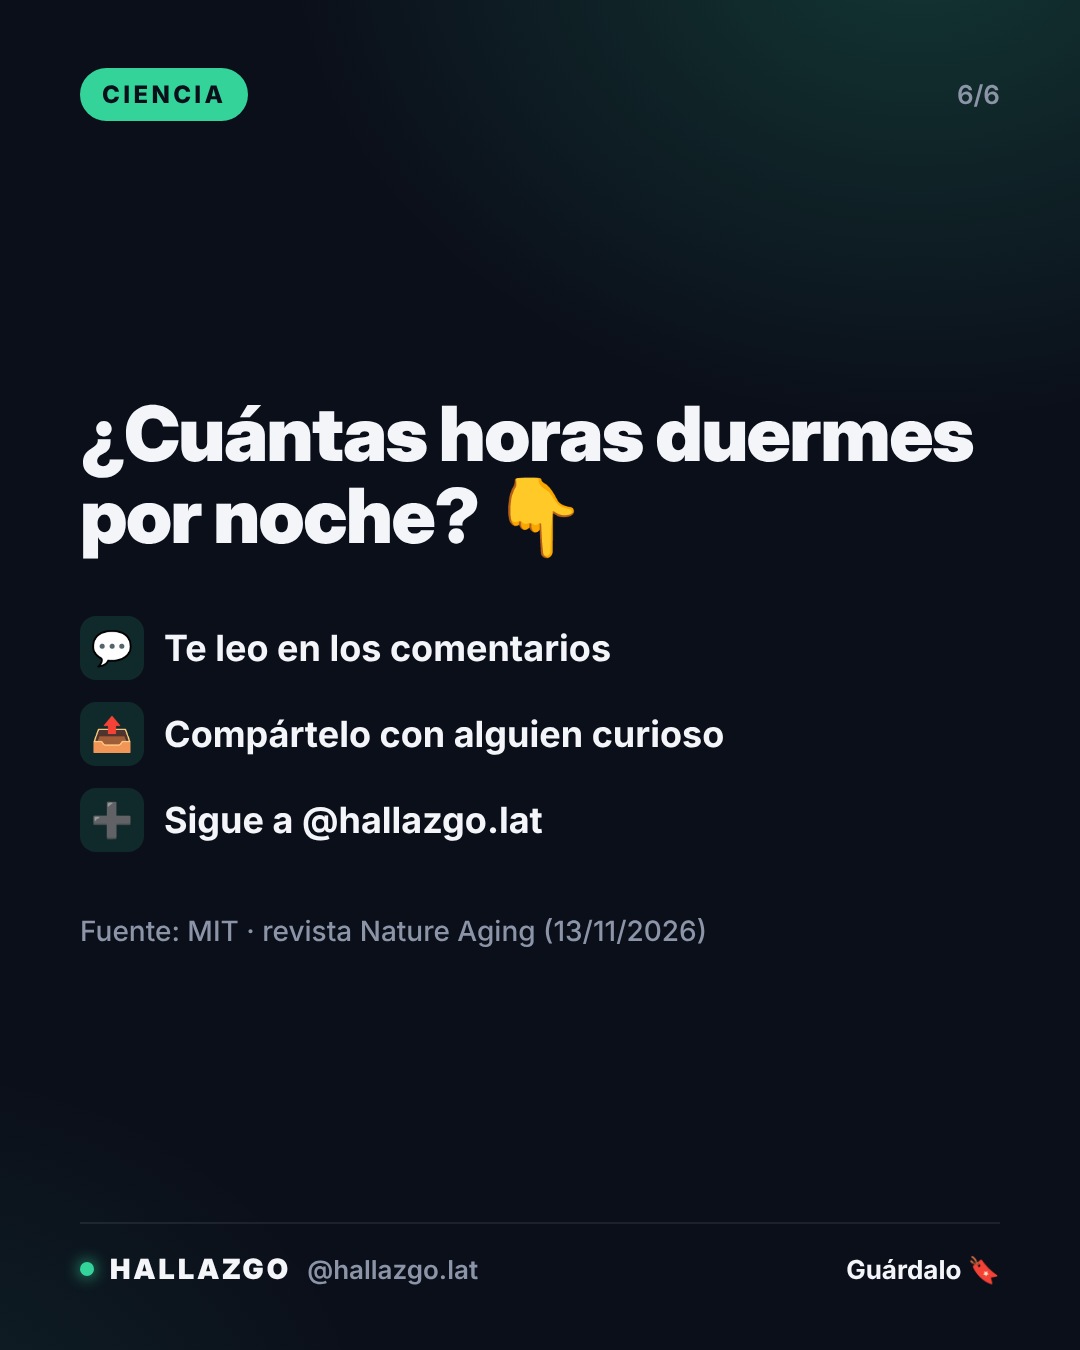 CIENCIA
6/6
¿Cuántas horas duermes
por noche? 👇
💬 Te leo en los comentarios
📤 Compártelo con alguien curioso
➕ Sigue a @hallazgo.lat
Fuente: MIT · revista Nature Aging (13/11/2026)
HALLAZGO @hallazgo.lat
Guárdalo 🔖